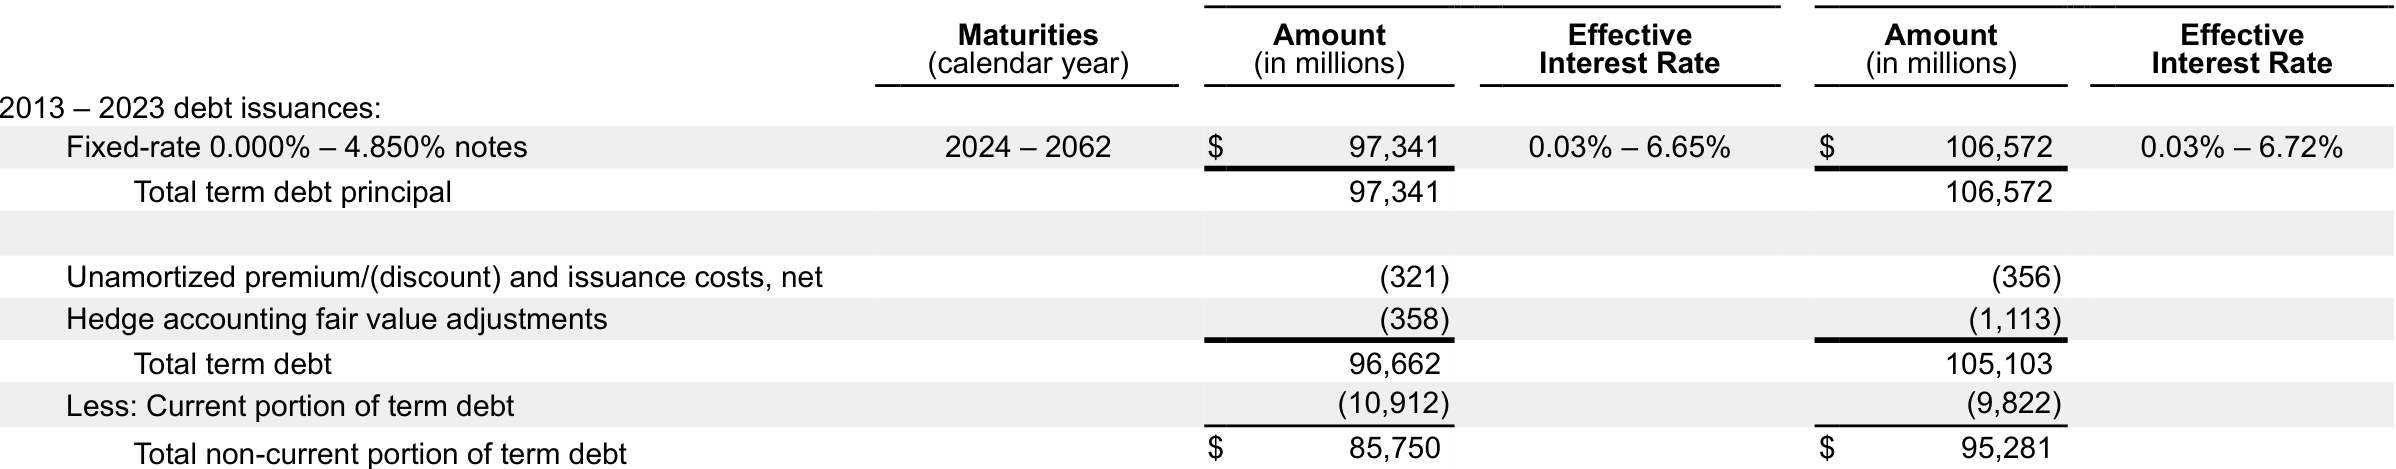 Maturities Amount Effective Amount Effective
(calendar year) (in millions) Interest Rate (in millions) Interest Rate
2013 – 2023 debt issuances:
Fixed-rate 0.000% – 4.850% notes 2024 – 2062 $ 97,341 0.03% – 6.65% $ 106,572 0.03% – 6.72%
Total term debt principal 97,341 106,572
Unamortized premium/(discount) and issuance costs, net (321) (356)
Hedge accounting fair value adjustments (358) (1,113)
Total term debt 96,662 105,103
Less: Current portion of term debt (10,912) (9,822)
Total non-current portion of term debt $ 85,750 $ 95,281